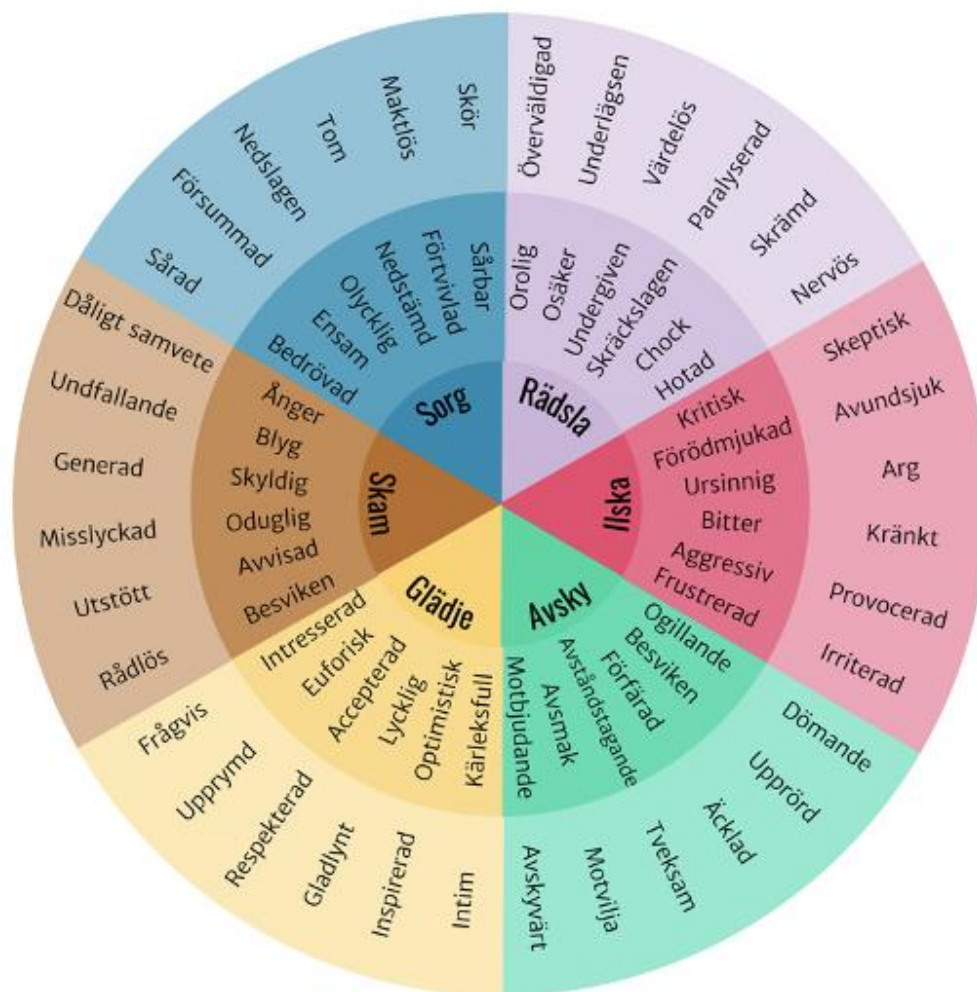 Sorg
Bedrövad
Ensam
Olycklig
Nedstämd
Förtvivlad
Sårbar
Sårad
Försummad
Nedslagen
Tom
Maktlös
Skör
Rädsla
Orolig
Osäker
Undergiven
Skräckslagen
Chock
Hotad
Överväldigad
Underlägsen
Värdelös
Paralyserad
Skrämd
Nervös
Ilska
Kritisk
Förödmjukad
Ursinnig
Bitter
Aggressiv
Frustrerad
Skeptisk
Avundsjuk
Arg
Kränkt
Provocerad
Irriterad
Avsky
Ogillande
Besviken
Förfärad
Avståndstagande
Avsmak
Motbjudande
Dömande
Upprörd
Äcklad
Tveksam
Motvilja
Avskyvärt
Glädje
Kärleksfull
Optimistisk
Lycklig
Accepterad
Euforisk
Intresserad
Intim
Inspirerad
Gladlynt
Respekterad
Upprymd
Frågvis
Skam
Besviken
Avvisad
Oduglig
Skyldig
Blyg
Ånger
Rådlös
Utstött
Misslyckad
Generad
Undfallande
Dåligt samvete